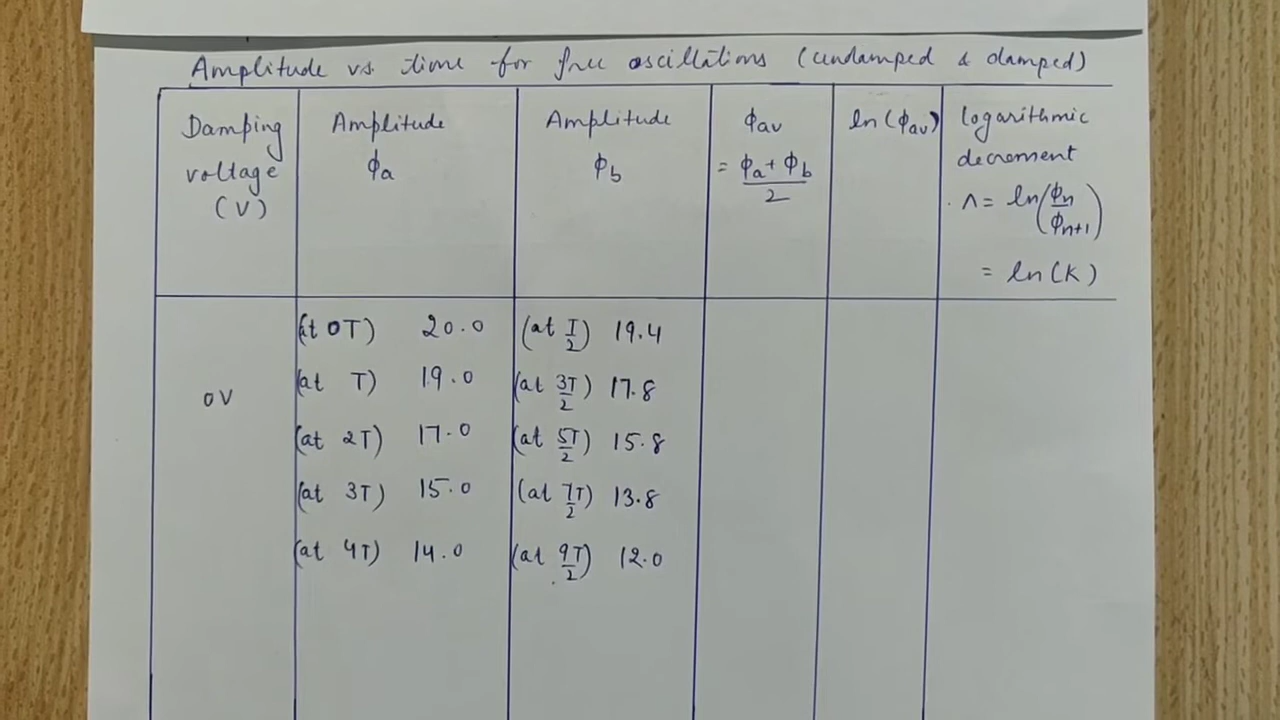 Amplitude vs time for free oscillations (undamped & damped)
Damping voltage (V)
Amplitude ϕa
Amplitude ϕb
ϕav = ϕa + ϕb / 2
ln(ϕav)
logarithmic decrement
Λ = ln(ϕn/ϕn+1)
= ln(K)
0V
(at 0T) 20.0 (at T/2) 19.4
(at T) 19.0 (at 3T/2) 17.8
(at 2T) 17.0 (at 5T/2) 15.8
(at 3T) 15.0 (at 7T/2) 13.8
(at 4T) 14.0 (at 9T/2) 12.0